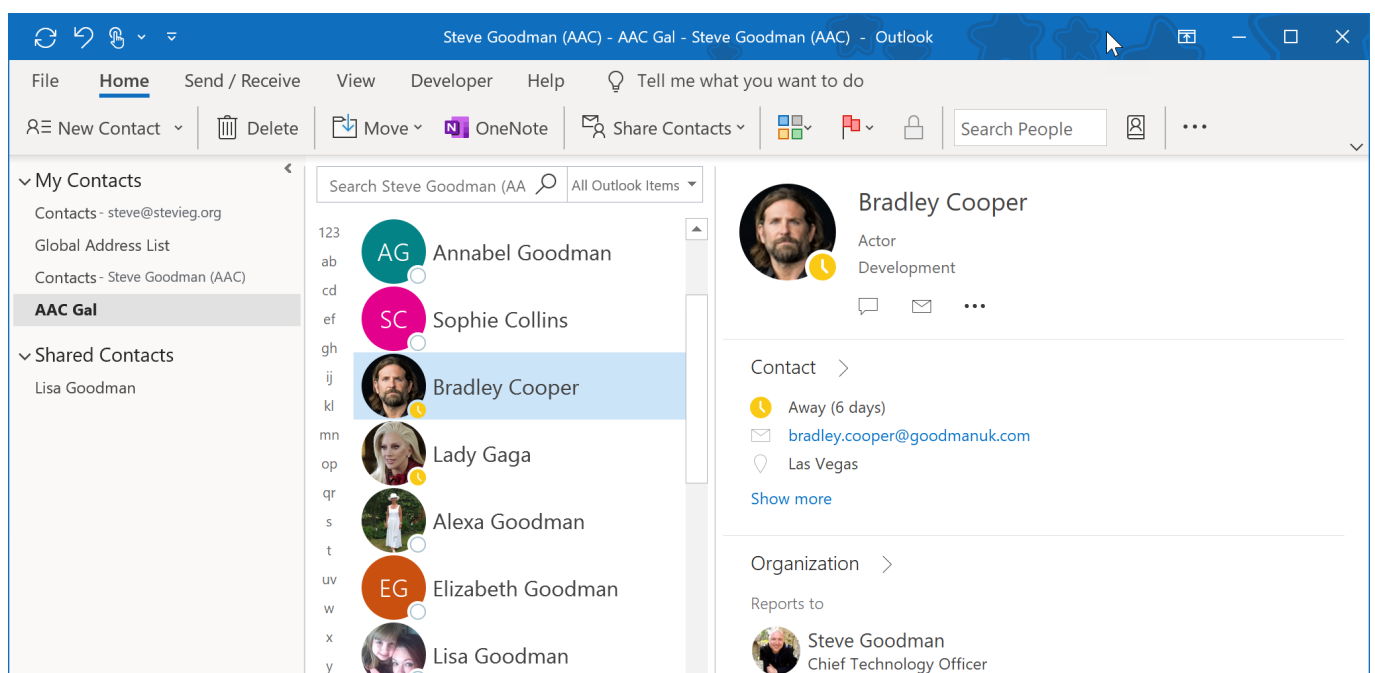 Steve Goodman (AAC) - AAC Gal - Steve Goodman (AAC) - Outlook
File Home Send / Receive View Developer Help Tell me what you want to do
New Contact Delete Move OneNote Share Contacts Search People
My Contacts
Contacts - steve@stevieg.org
Global Address List
Contacts - Steve Goodman (AAC)
AAC Gal
Shared Contacts
Lisa Goodman
Search Steve Goodman (AA All Outlook Items
123
ab
cd
ef
gh
ij
kl
mn
op
qr
s
t
uv
w
x
y
AG Annabel Goodman
SC Sophie Collins
Bradley Cooper
Lady Gaga
Alexa Goodman
EG Elizabeth Goodman
Lisa Goodman
Bradley Cooper
Actor
Development
Contact
Away (6 days)
bradley.cooper@goodmanuk.com
Las Vegas
Show more
Organization
Reports to
Steve Goodman
Chief Technology Officer